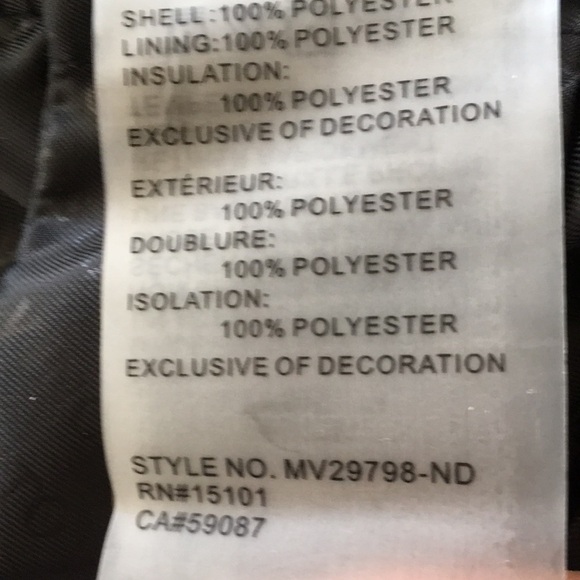 SHELL:100% POLYESTER
LINING:100% POLYESTER
INSULATION:
100% POLYESTER
EXCLUSIVE OF DECORATION
EXTÉRIEUR:
100% POLYESTER
DOUBLURE:
100% POLYESTER
ISOLATION:
100% POLYESTER
EXCLUSIVE OF DECORATION
STYLE NO. MV29798-ND
RN#15101
CA#59087